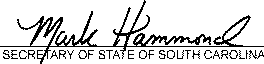 Mark Hammond
SECRETARY OF STATE OF SOUTH CAROLINA